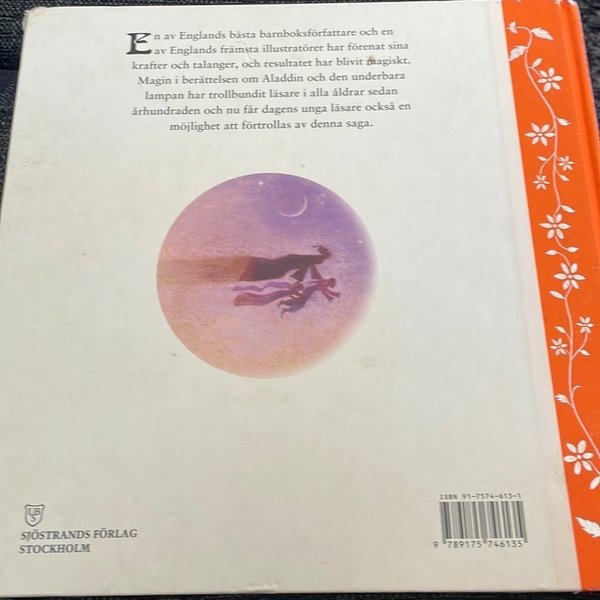 En av Englands bästa barnboksförfattare och en
av Englands främsta illustratörer har förenat sina
krafter och talanger, och resultatet har blivit magiskt.
Magin i berättelsen om Aladdin och den underbara
lampan har trollbundit läsare i alla åldrar sedan
århundraden och nu får dagens unga läsare också en
möjlighet att förtrollas av denna saga.
UB
S
SJÖSTRANDS FÖRLAG
STOCKHOLM
ISBN 91-7574-613-1
9 789175 746135